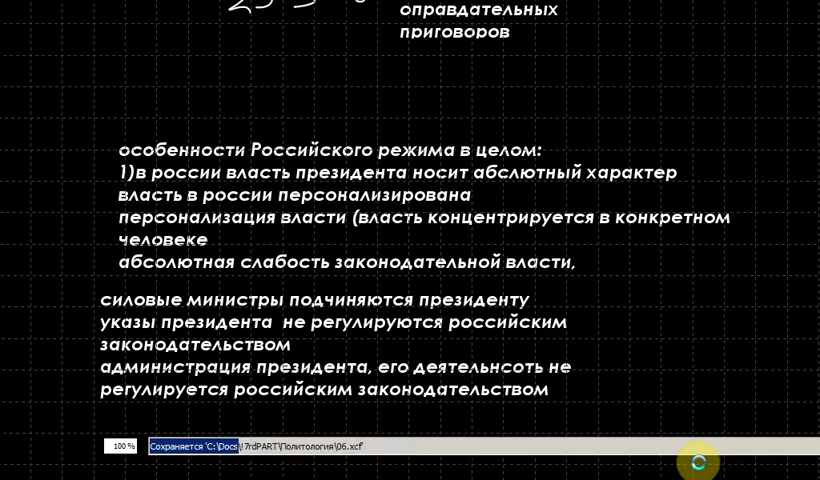 оправдательных
приговоров
особенности Российского режима в целом:
1)в россии власть президента носит абслютный характер
власть в россии персонализирована
персонализация власти (власть концентрируется в конкретном
человеке
абсолютная слабость законодательной власти,
силовые министры подчиняются президенту
указы президента не регулируются российским
законодательством
администрация президента, его деятельнсоть не
регулируется российским законодательством
100 % Сохраняется 'C:\Docs\!7rdPART\Политология\06.xcf'